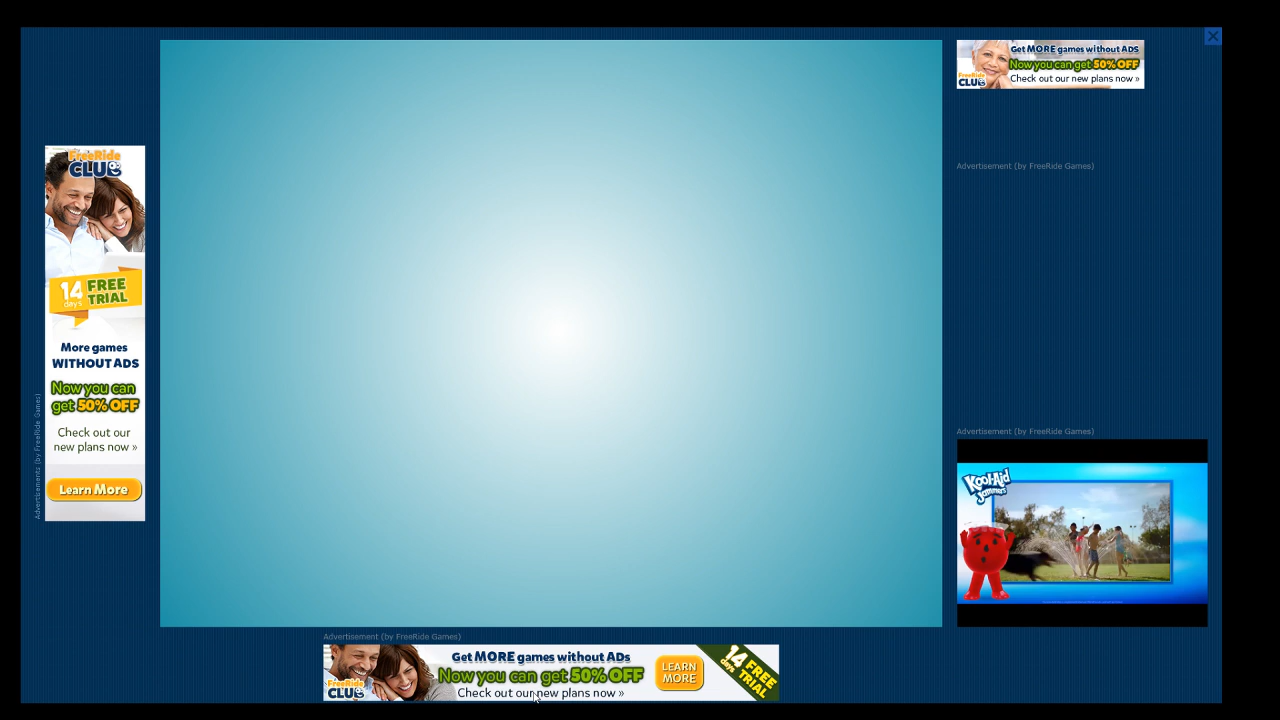 Get MORE games without ADS
Now you can get 50% OFF
Check out our new plans now »
FreeRide
CLUB
Advertisement (by FreeRide Games)
FreeRide
CLUB
14
days
FREE
TRIAL
More games
WITHOUT ADS
Now you can
get 50% OFF
Check out our
new plans now »
Learn More
Advertisements (by FreeRide Games)
Advertisement (by FreeRide Games)
Kool-Aid
Jammers
Advertisement (by FreeRide Games)
FreeRide
CLUB
Get MORE games without ADs
Now you can get 50% OFF
Check out our new plans now »
LEARN
MORE
14
days
FREE
TRIAL